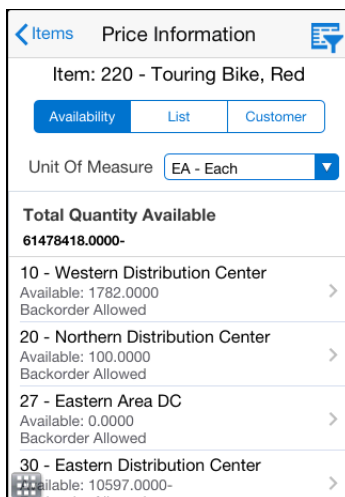 Items Price Information
Item: 220 - Touring Bike, Red
Availability List Customer
Unit Of Measure EA - Each
Total Quantity Available
61478418.0000-
10 - Western Distribution Center
Available: 1782.0000
Backorder Allowed
20 - Northern Distribution Center
Available: 100.0000
Backorder Allowed
27 - Eastern Area DC
Available: 0.0000
Backorder Allowed
30 - Eastern Distribution Center
Available: 10597.0000-